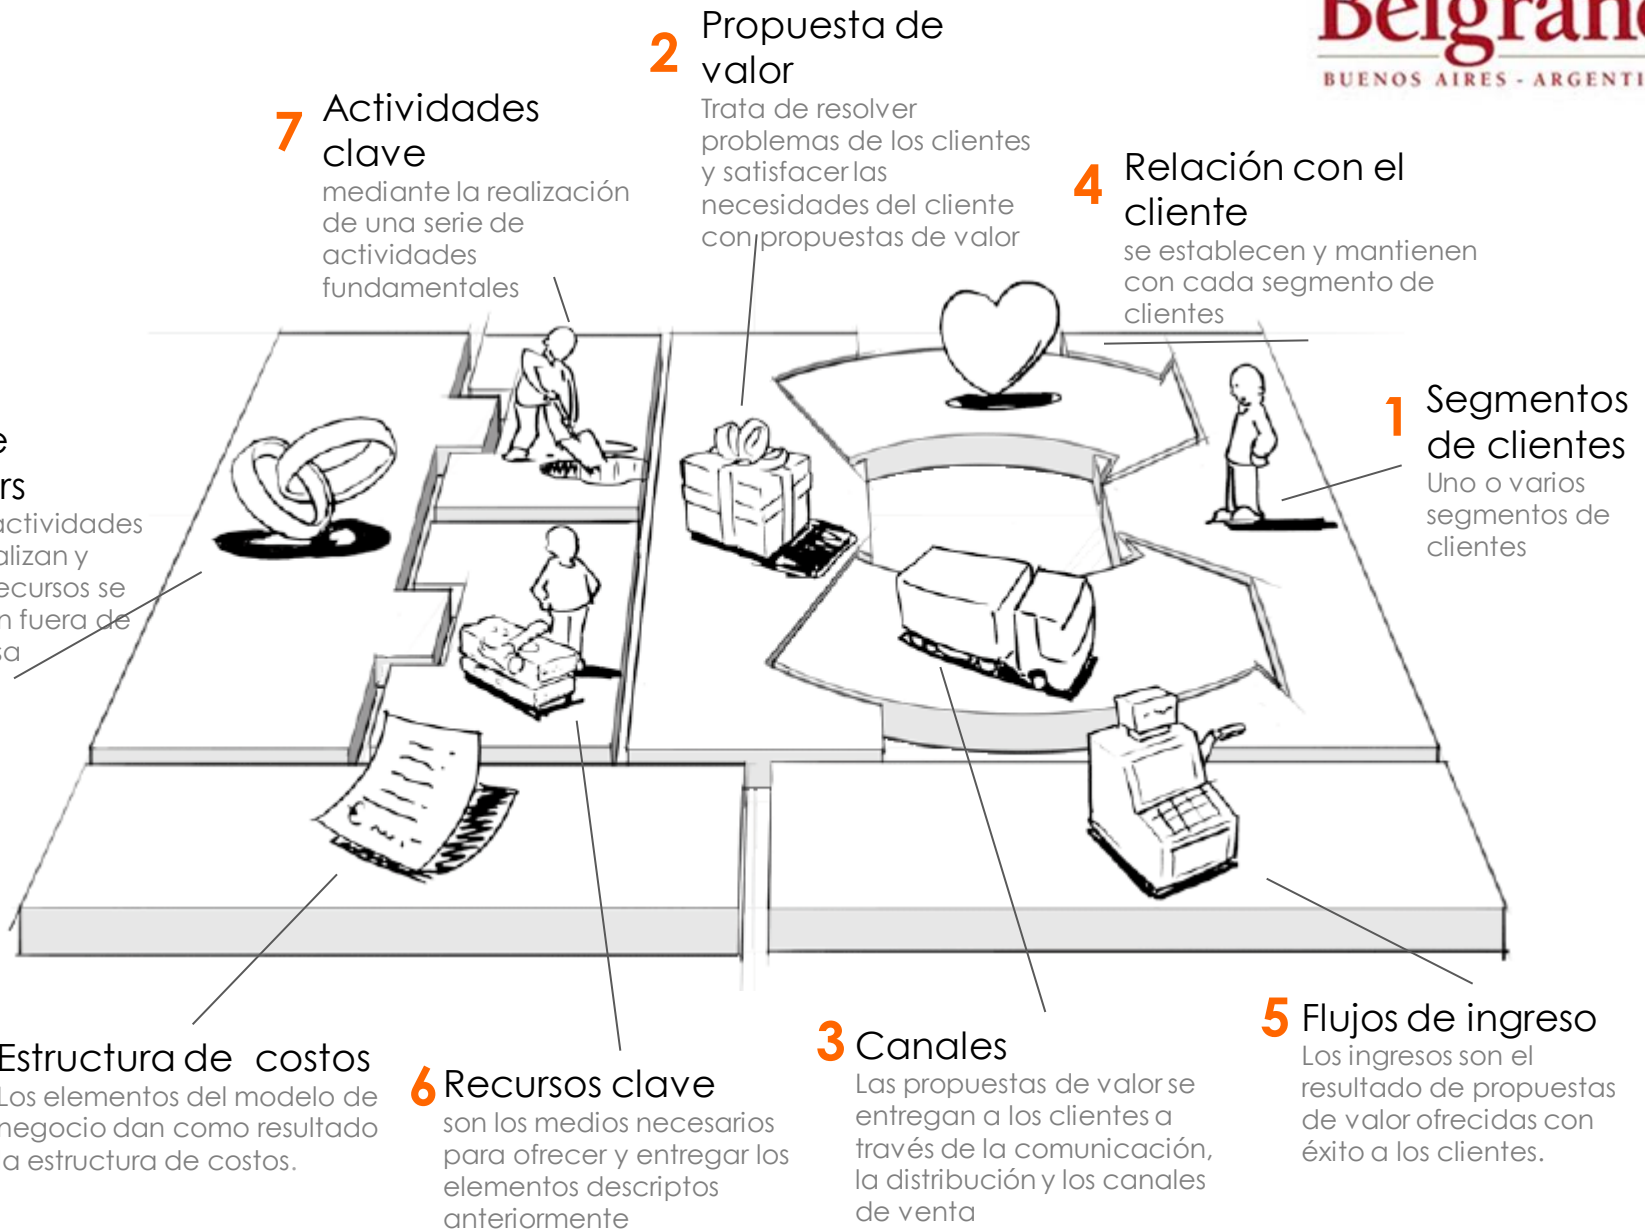 Belgrano
BUENOS AIRES - ARGENTI
2 Propuesta de
valor
Trata de resolver
problemas de los clientes
y satisfacer las
necesidades del cliente
con propuestas de valor
7 Actividades
clave
mediante la realización
de una serie de
actividades
fundamentales
4 Relación con el
cliente
se establecen y mantienen
con cada segmento de
clientes
1 Segmentos
de clientes
Uno o varios
segmentos de
clientes
e
rs
actividades
alizan y
ecursos se
n fuera de
sa
Estructura de costos
Los elementos del modelo de
negocio dan como resultado
la estructura de costos.
6 Recursos clave
son los medios necesarios
para ofrecer y entregar los
elementos descriptos
anteriormente
3 Canales
Las propuestas de valor se
entregan a los clientes a
través de la comunicación,
la distribución y los canales
de venta
5 Flujos de ingreso
Los ingresos son el
resultado de propuestas
de valor ofrecidas con
éxito a los clientes.